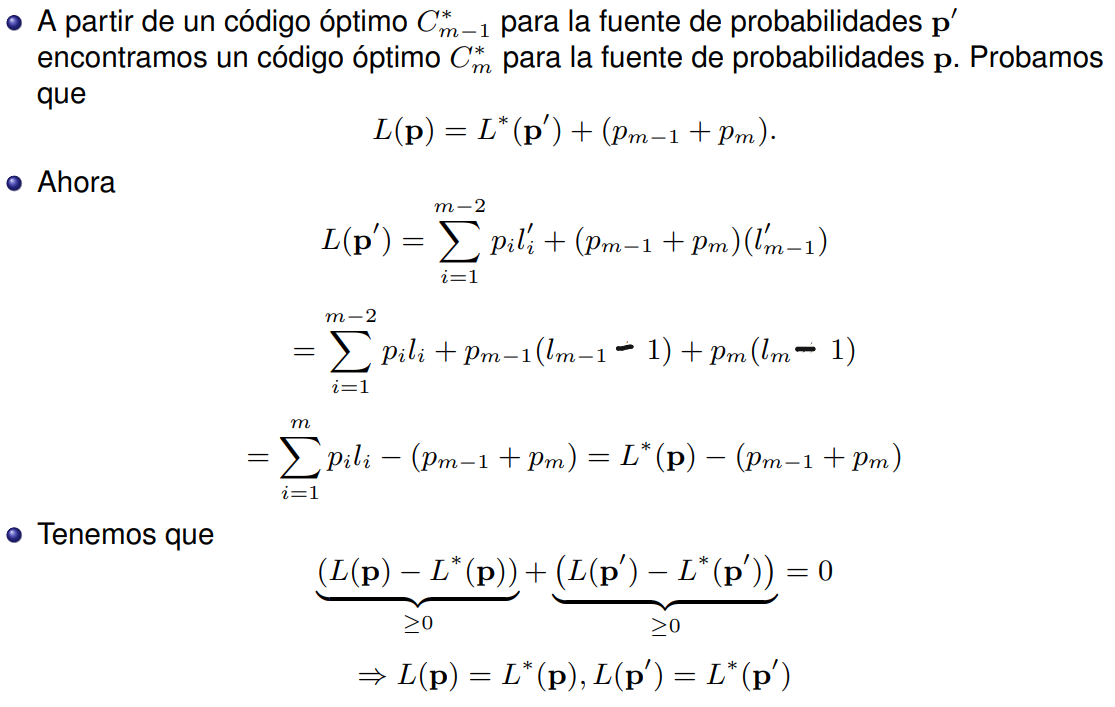 A partir de un código óptimo $C^*_{m-1}$ para la fuente de probabilidades $\mathbf{p}'$
encontramos un código óptimo $C^*_m$ para la fuente de probabilidades $\mathbf{p}$. Probamos
que
$L(\mathbf{p}) = L^*(\mathbf{p}') + (p_{m-1} + p_m).$
Ahora
$L(\mathbf{p}') = \sum_{i=1}^{m-2} p_i l'_i + (p_{m-1} + p_m)(l'_{m-1})$
$= \sum_{i=1}^{m-2} p_i l_i + p_{m-1}(l_{m-1} - 1) + p_m(l_m - 1)$
$= \sum_{i=1}^{m} p_i l_i - (p_{m-1} + p_m) = L^*(\mathbf{p}) - (p_{m-1} + p_m)$
Tenemos que
$\underbrace{(L(\mathbf{p}) - L^*(\mathbf{p}))}_{\geq 0} + \underbrace{(L(\mathbf{p}') - L^*(\mathbf{p}'))}_{\geq 0} = 0$
$\Rightarrow L(\mathbf{p}) = L^*(\mathbf{p}), L(\mathbf{p}') = L^*(\mathbf{p}')$